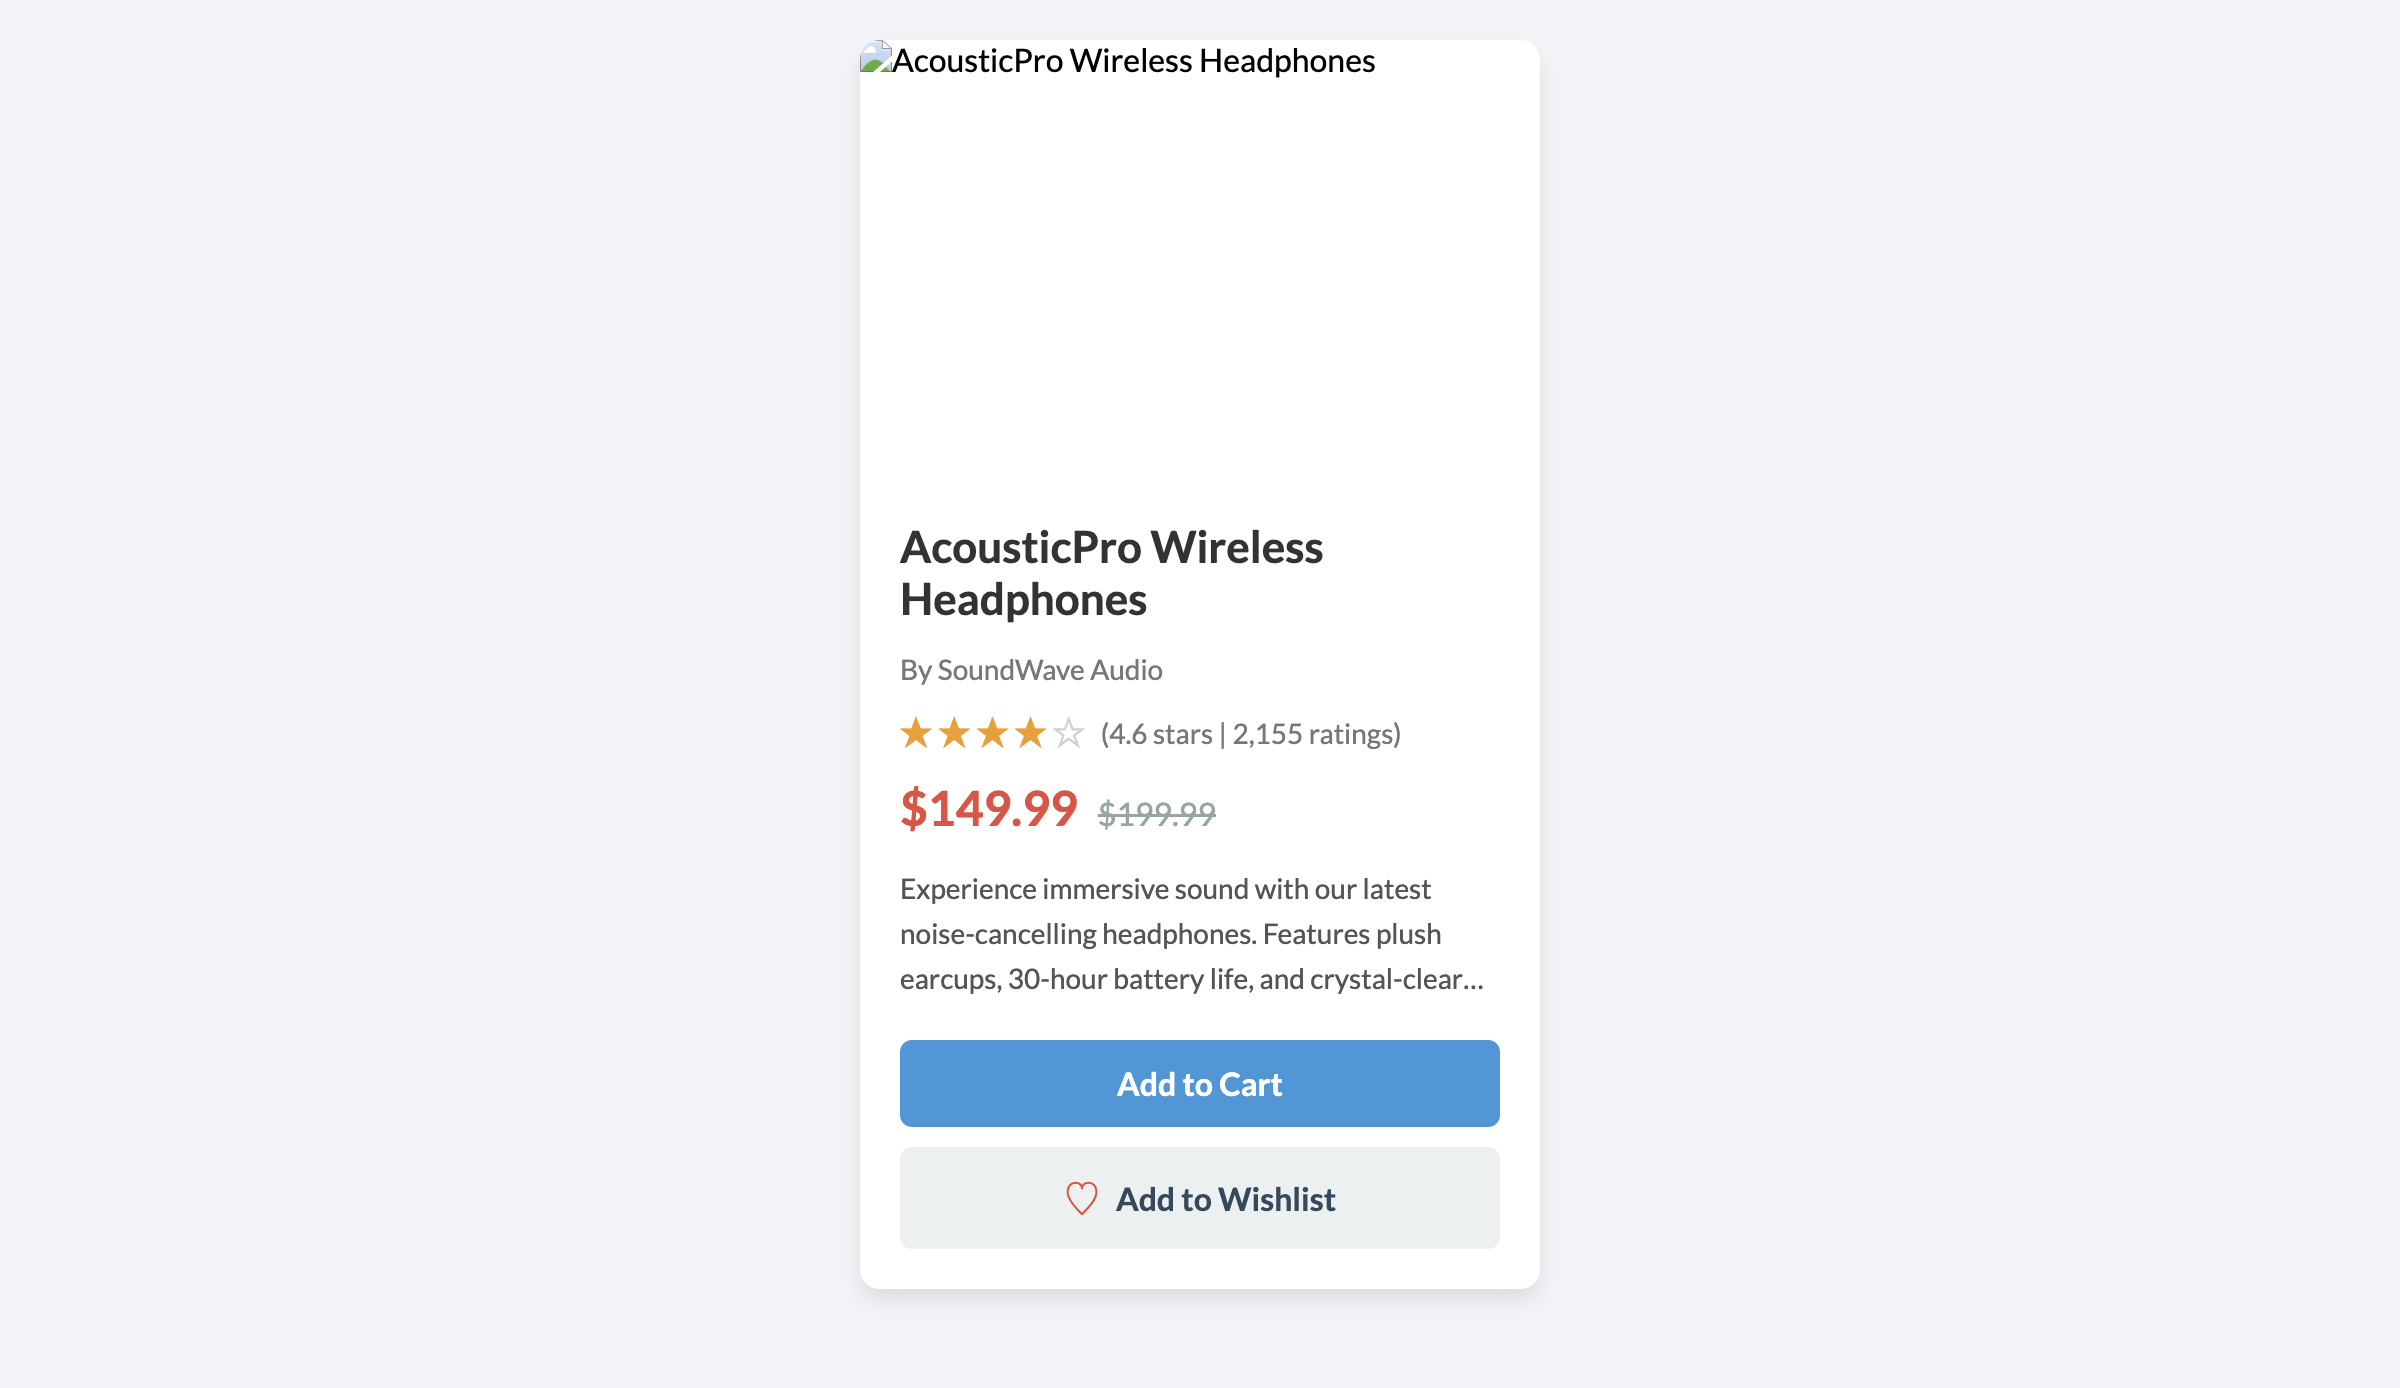 AcousticPro Wireless Headphones
AcousticPro Wireless
Headphones
By SoundWave Audio
★★★★☆ (4.6 stars | 2,155 ratings)
$149.99 $199.99
Experience immersive sound with our latest
noise-cancelling headphones. Features plush
earcups, 30-hour battery life, and crystal-clear...
Add to Cart
♡ Add to Wishlist